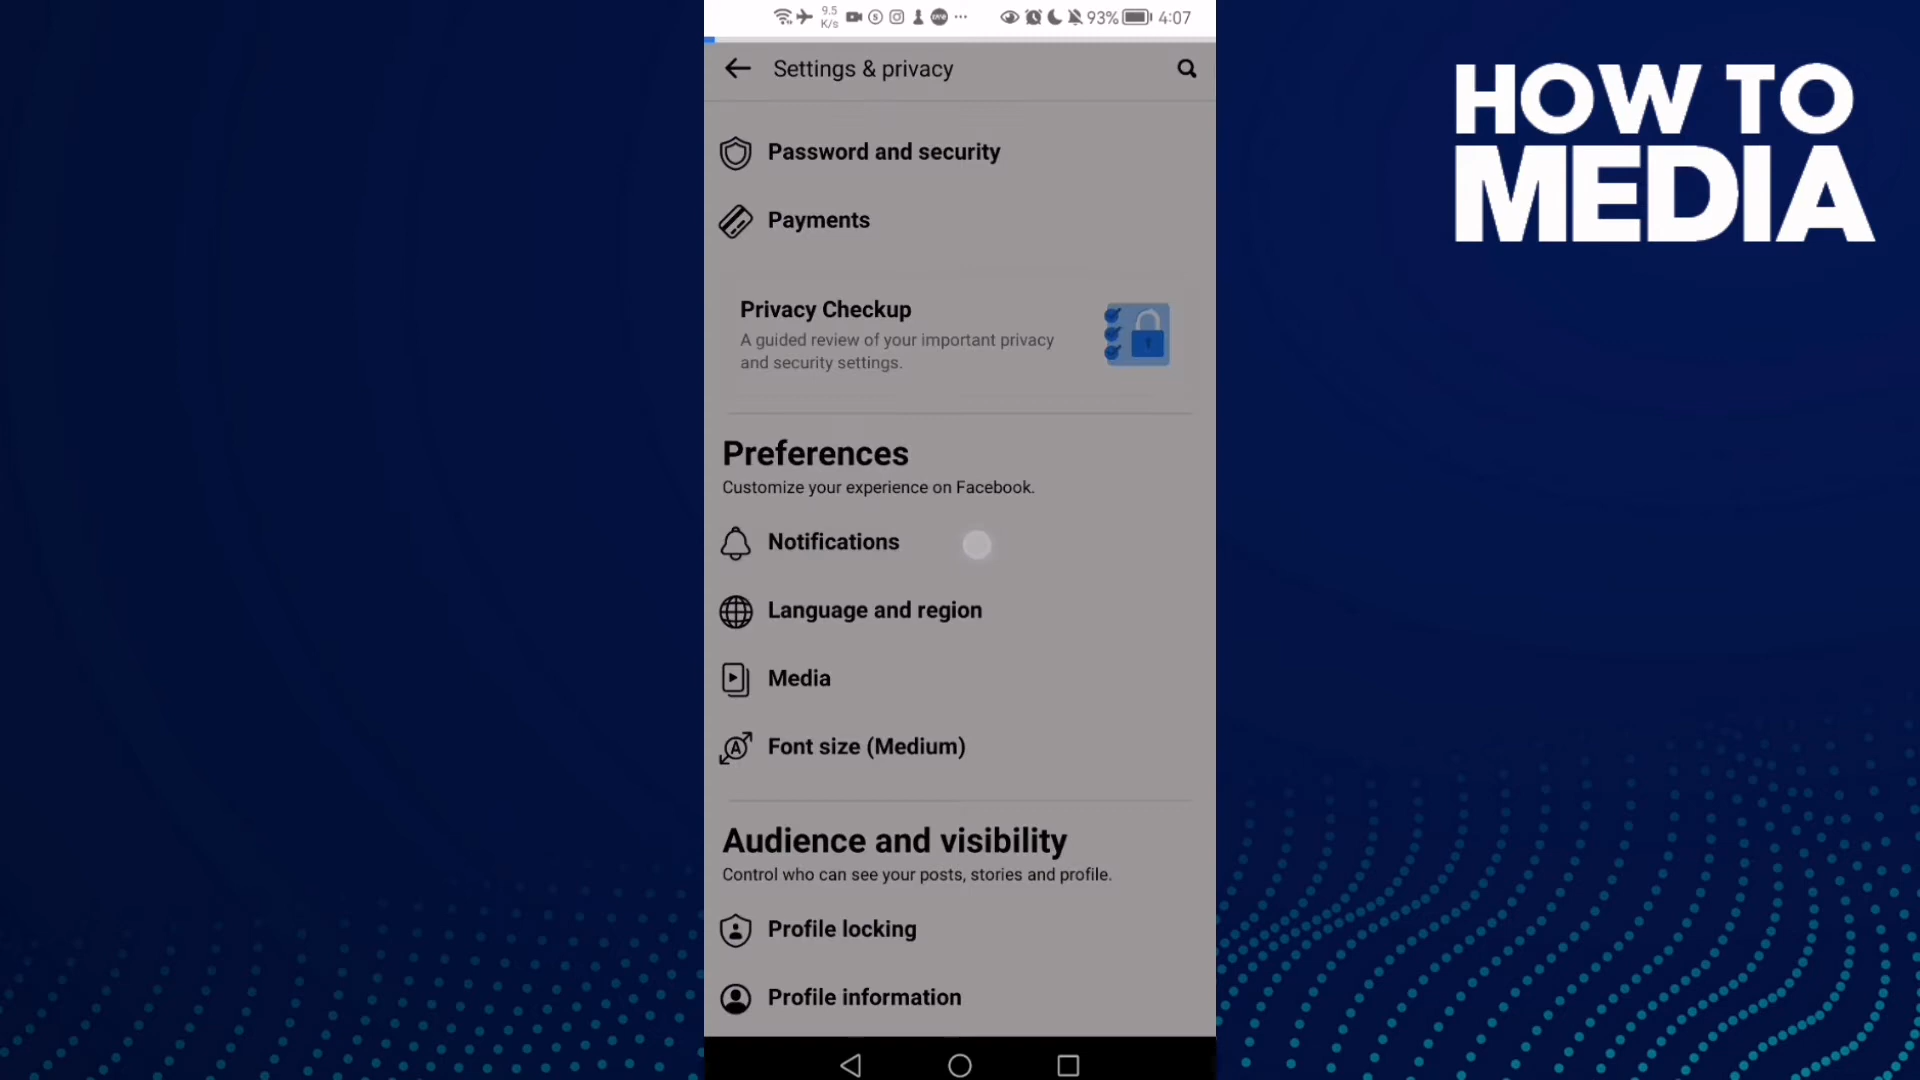 9.5
K/s
93%
4:07
Settings & privacy
HOW TO
MEDIA
Password and security
Payments
Privacy Checkup
A guided review of your important privacy
and security settings.
Preferences
Customize your experience on Facebook.
Notifications
Language and region
Media
Font size (Medium)
Audience and visibility
Control who can see your posts, stories and profile.
Profile locking
Profile information